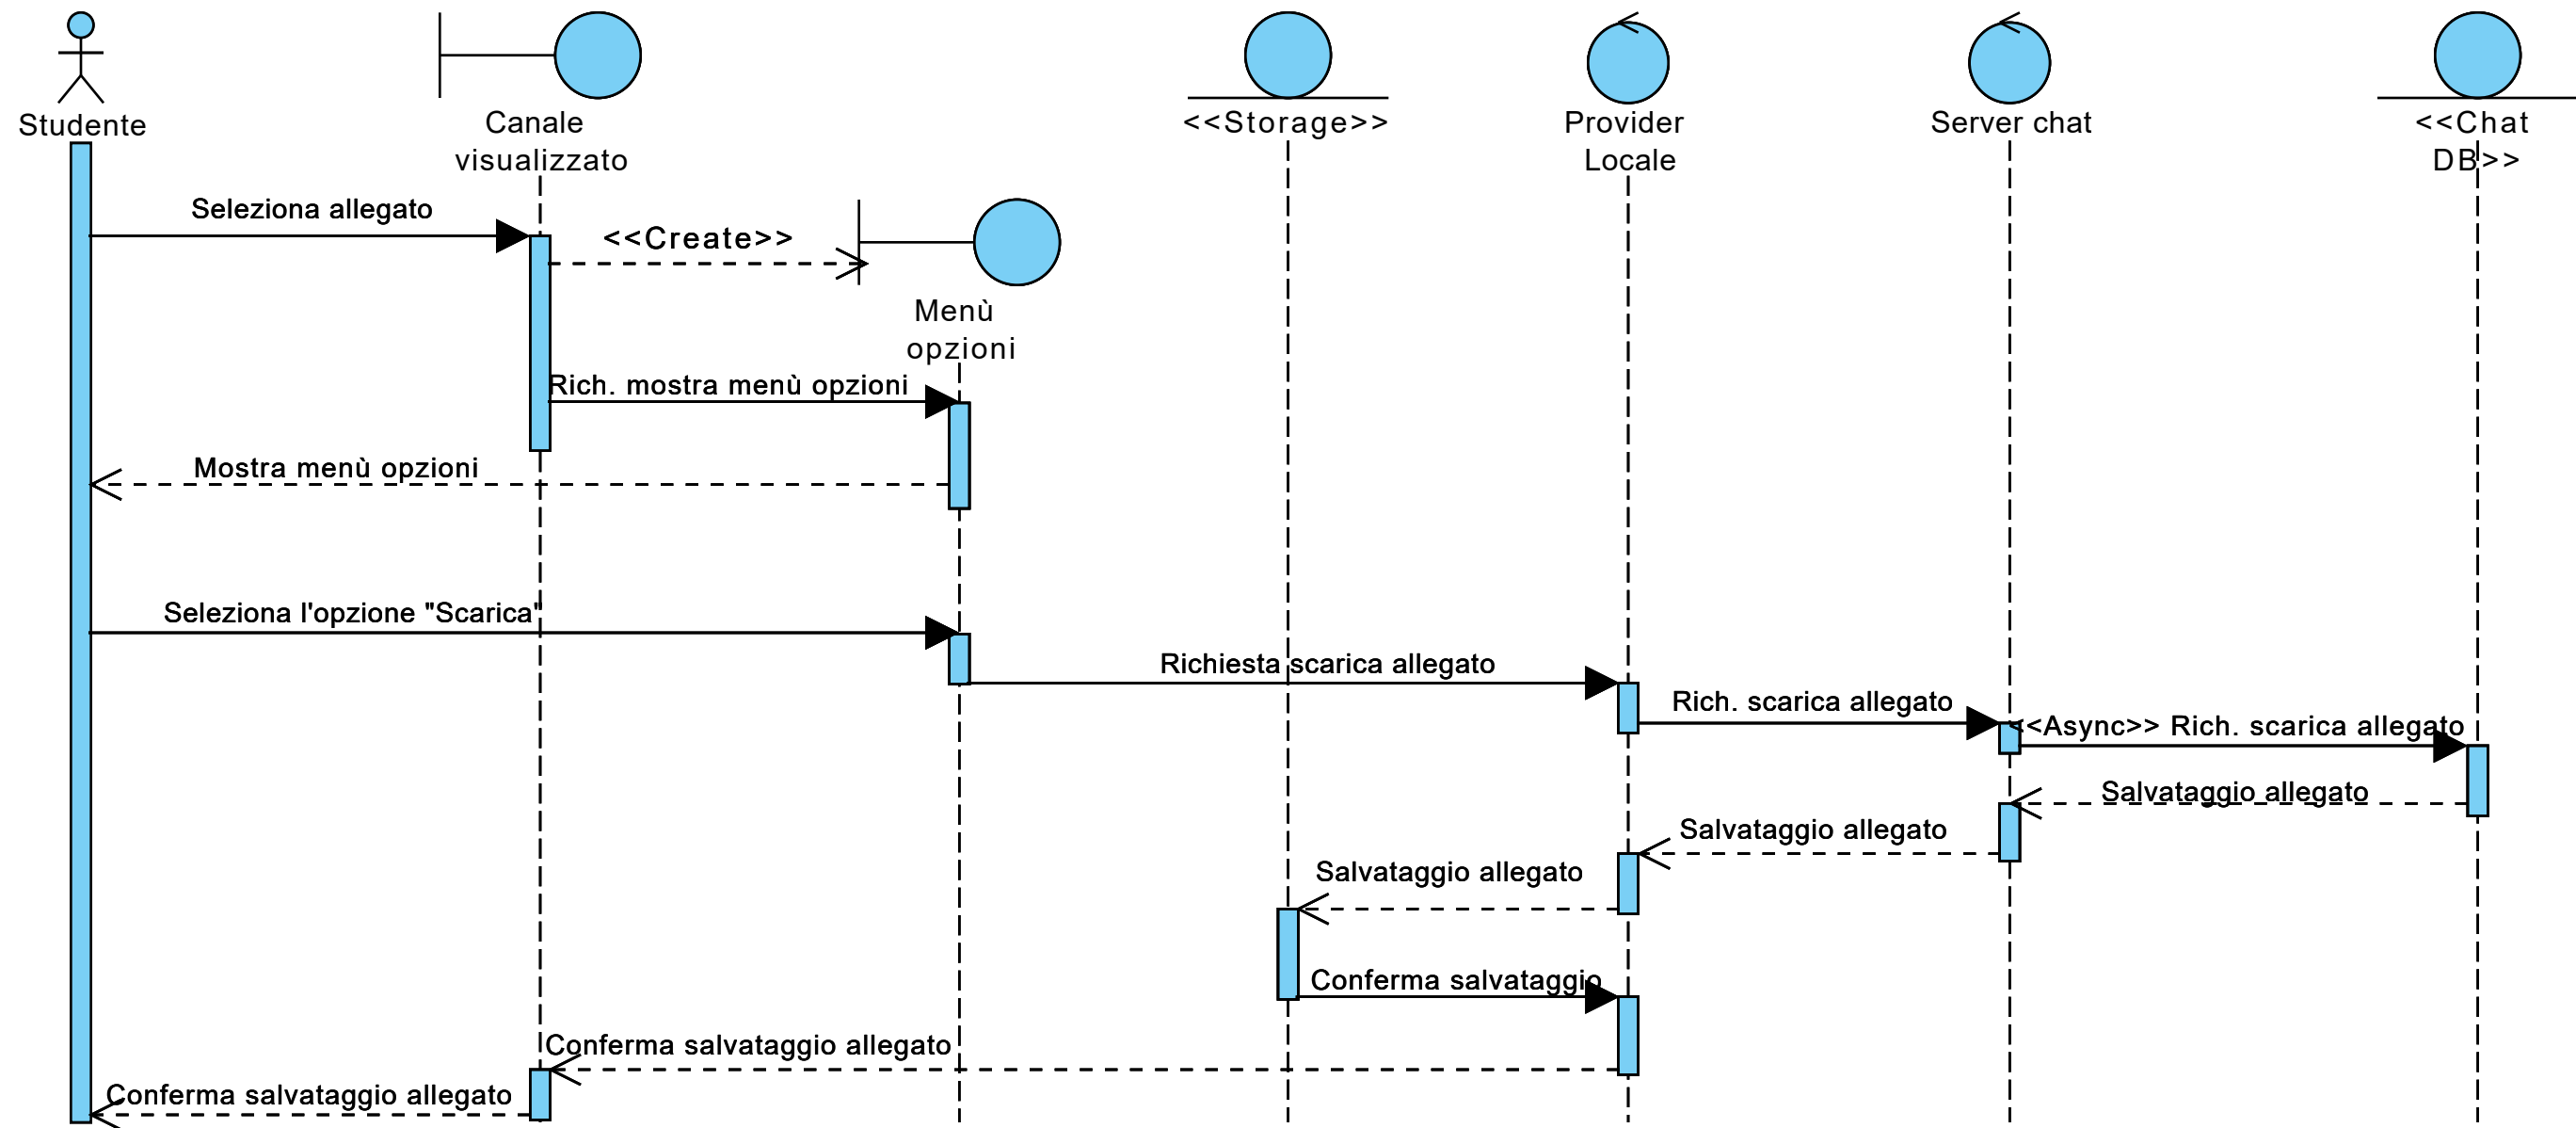 Studente
Canale
visualizzato
<<Storage>>
Provider
Locale
Server chat
<<Chat
DB>>
Seleziona allegato
<<Create>>
Menù
opzioni
Rich. mostra menù opzioni
Mostra menù opzioni
Seleziona l'opzione "Scarica"
Richiesta scarica allegato
Rich. scarica allegato
<<Async>> Rich. scarica allegato
Salvataggio allegato
Salvataggio allegato
Salvataggio allegato
Conferma salvataggio
Conferma salvataggio allegato
Conferma salvataggio allegato